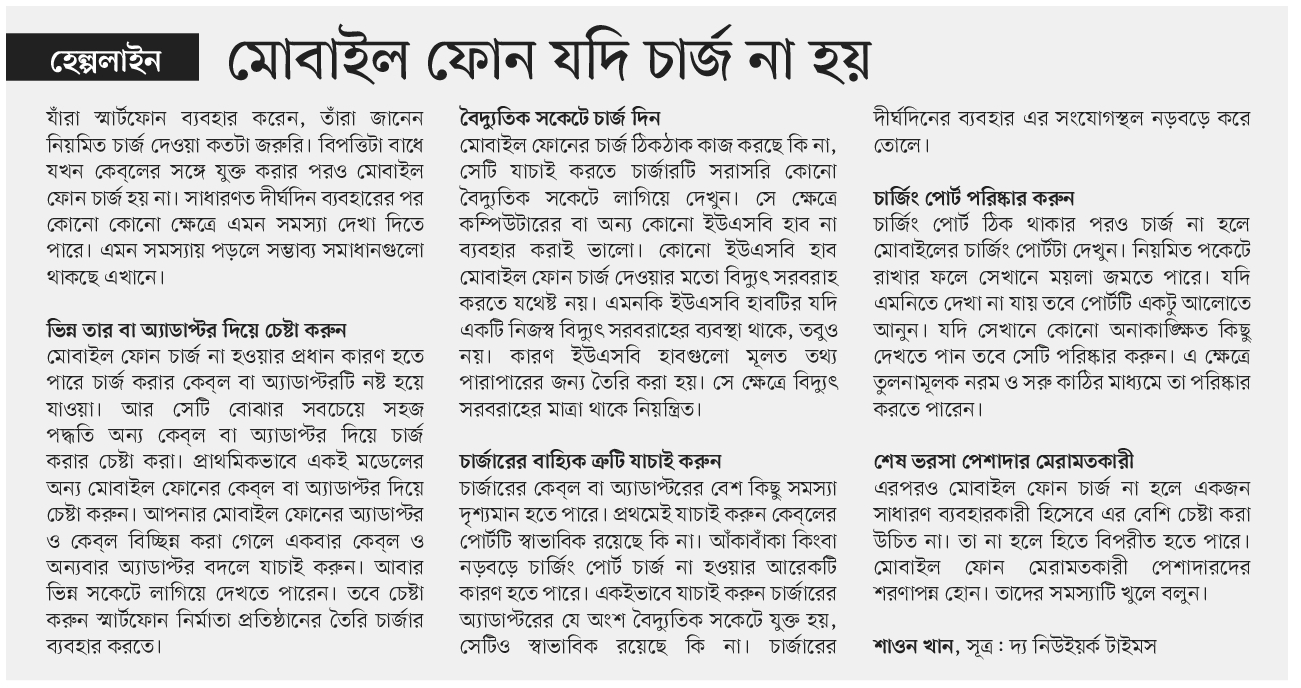 হেল্পলাইন
মোবাইল ফোন যদি চার্জ না হয়
যাঁরা স্মার্টফোন ব্যবহার করেন, তাঁরা জানেন
নিয়মিত চার্জ দেওয়া কতটা জরুরি। বিপত্তিটা বাধে
যখন কেব্‌লের সঙ্গে যুক্ত করার পরও মোবাইল
ফোন চার্জ হয় না। সাধারণত দীর্ঘদিন ব্যবহারের পর
কোনো কোনো ক্ষেত্রে এমন সমস্যা দেখা দিতে
পারে। এমন সমস্যায় পড়লে সম্ভাব্য সমাধানগুলো
থাকছে এখানে।
ভিন্ন তার বা অ্যাডাপ্টর দিয়ে চেষ্টা করুন
মোবাইল ফোন চার্জ না হওয়ার প্রধান কারণ হতে
পারে চার্জ করার কেব্‌ল বা অ্যাডাপ্টরটি নষ্ট হয়ে
যাওয়া। আর সেটি বোঝার সবচেয়ে সহজ
পদ্ধতি অন্য কেব্‌ল বা অ্যাডাপ্টর দিয়ে চার্জ
করার চেষ্টা করা। প্রাথমিকভাবে একই মডেলের
অন্য মোবাইল ফোনের কেব্‌ল বা অ্যাডাপ্টর দিয়ে
চেষ্টা করুন। আপনার মোবাইল ফোনের অ্যাডাপ্টর
ও কেব্‌ল বিচ্ছিন্ন করা গেলে একবার কেব্‌ল ও
অন্যবার অ্যাডাপ্টর বদলে যাচাই করুন। আবার
ভিন্ন সকেটে লাগিয়ে দেখতে পারেন। তবে চেষ্টা
করুন স্মার্টফোন নির্মাতা প্রতিষ্ঠানের তৈরি চার্জার
ব্যবহার করতে।
বৈদ্যুতিক সকেটে চার্জ দিন
মোবাইল ফোনের চার্জ ঠিকঠাক কাজ করছে কি না,
সেটি যাচাই করতে চার্জারটি সরাসরি কোনো
বৈদ্যুতিক সকেটে লাগিয়ে দেখুন। সে ক্ষেত্রে
কম্পিউটারের বা অন্য কোনো ইউএসবি হাব না
ব্যবহার করাই ভালো। কোনো ইউএসবি হাব
মোবাইল ফোন চার্জ দেওয়ার মতো বিদ্যুৎ সরবরাহ
করতে যথেষ্ট নয়। এমনকি ইউএসবি হাবটির যদি
একটি নিজস্ব বিদ্যুৎ সরবরাহের ব্যবস্থা থাকে, তবুও
নয়। কারণ ইউএসবি হাবগুলো মূলত তথ্য
পারাপারের জন্য তৈরি করা হয়। সে ক্ষেত্রে বিদ্যুৎ
সরবরাহের মাত্রা থাকে নিয়ন্ত্রিত।
চার্জারের বাহ্যিক ত্রুটি যাচাই করুন
চার্জারের কেব্‌ল বা অ্যাডাপ্টরের বেশ কিছু সমস্যা
দৃশ্যমান হতে পারে। প্রথমেই যাচাই করুন কেব্‌লের
পোর্টটি স্বাভাবিক রয়েছে কি না। আঁকাবাঁকা কিংবা
নড়বড়ে চার্জিং পোর্ট চার্জ না হওয়ার আরেকটি
কারণ হতে পারে। একইভাবে যাচাই করুন চার্জারের
অ্যাডাপ্টরের যে অংশ বৈদ্যুতিক সকেটে যুক্ত হয়,
সেটিও স্বাভাবিক রয়েছে কি না। চার্জারের
দীর্ঘদিনের ব্যবহার এর সংযোগস্থল নড়বড়ে করে
তোলে।
চার্জিং পোর্ট পরিষ্কার করুন
চার্জিং পোর্ট ঠিক থাকার পরও চার্জ না হলে
মোবাইলের চার্জিং পোর্টটা দেখুন। নিয়মিত পকেটে
রাখার ফলে সেখানে ময়লা জমতে পারে। যদি
এমনিতে দেখা না যায় তবে পোর্টটি একটু আলোতে
আনুন। যদি সেখানে কোনো অনাকাঙ্ক্ষিত কিছু
দেখতে পান তবে সেটি পরিষ্কার করুন। এ ক্ষেত্রে
তুলনামূলক নরম ও সরু কাঠির মাধ্যমে তা পরিষ্কার
করতে পারেন।
শেষ ভরসা পেশাদার মেরামতকারী
এরপরও মোবাইল ফোন চার্জ না হলে একজন
সাধারণ ব্যবহারকারী হিসেবে এর বেশি চেষ্টা করা
উচিত না। তা না হলে হিতে বিপরীত হতে পারে।
মোবাইল ফোন মেরামতকারী পেশাদারদের
শরণাপন্ন হোন। তাদের সমস্যাটি খুলে বলুন।
শাওন খান, সূত্র : দ্য নিউইয়র্ক টাইমস